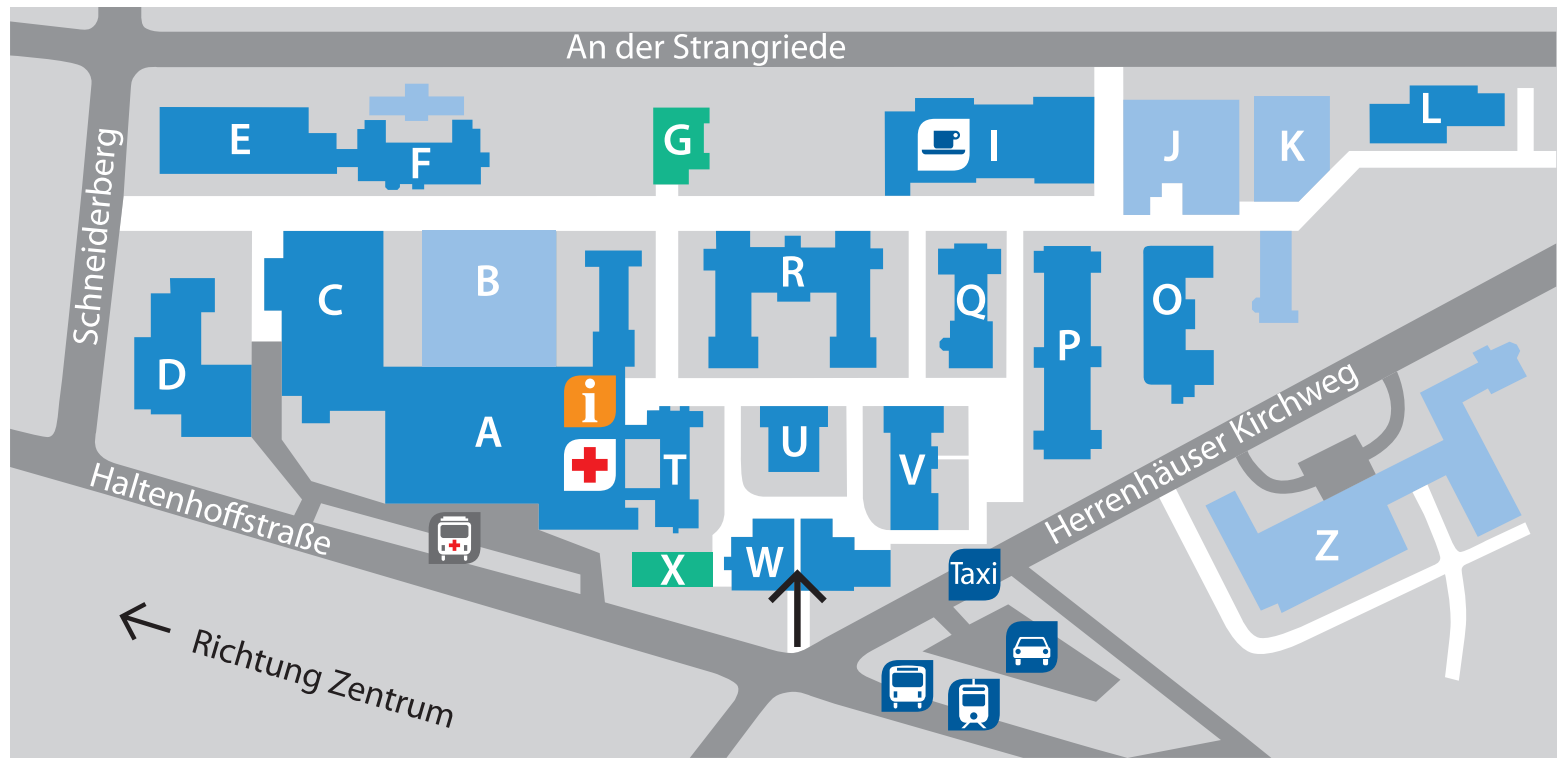 An der Strangriede
E
F
G
I
J
K
L
Schneiderberg
D
C
B
R
Q
P
O
A
i
T
U
V
Herrenhäuser Kirchweg
Haltenhoffstraße
X
W
Taxi
Z
Richtung Zentrum